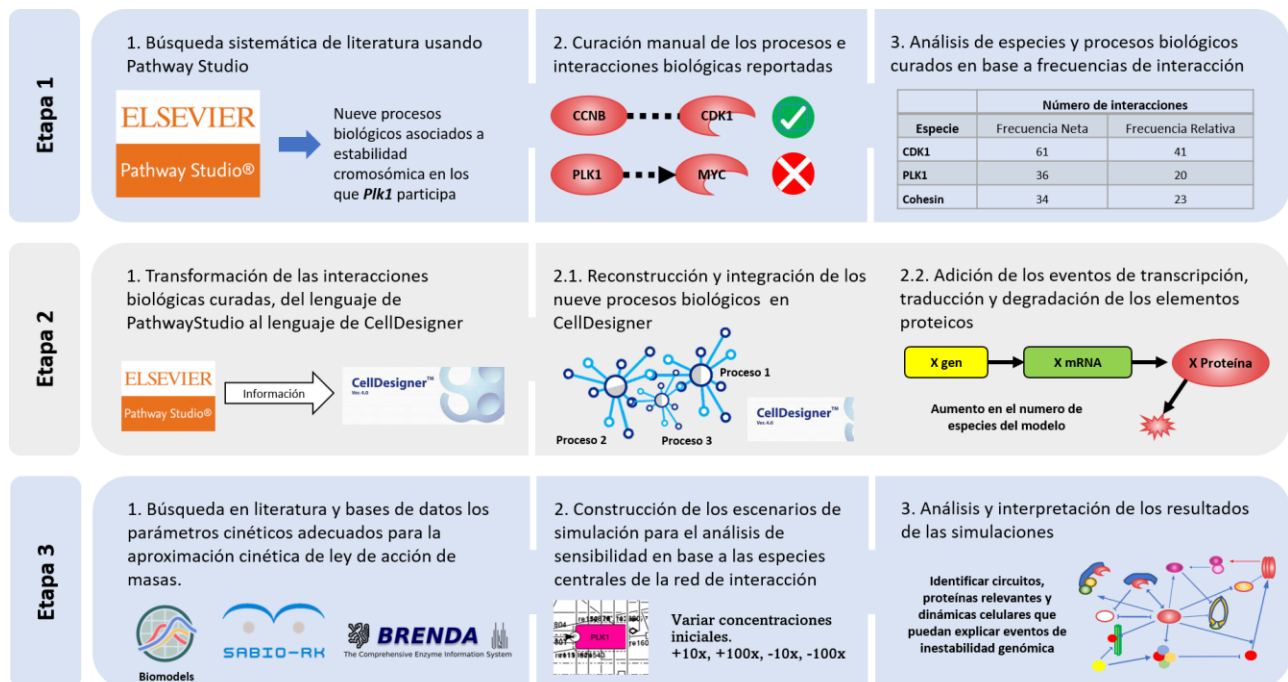 Etapa 1
1. Búsqueda sistemática de literatura usando
Pathway Studio
ELSEVIER
Pathway Studio®
Nueve procesos
biológicos asociados a
estabilidad
cromosómica en los
que Plk1 participa
2. Curación manual de los procesos e
interacciones biológicas reportadas
CCNB
CDK1
PLK1
MYC
3. Análisis de especies y procesos biológicos
curados en base a frecuencias de interacción
Número de interacciones
Especie Frecuencia Neta Frecuencia Relativa
CDK1 61 41
PLK1 36 20
Cohesin 34 23
Etapa 2
1. Transformación de las interacciones
biológicas curadas, del lenguaje de
PathwayStudio al lenguaje de CellDesigner
ELSEVIER
Pathway Studio®
Información
CellDesigner™
Ver.4.0
2.1. Reconstrucción y integración de los
nueve procesos biológicos en
CellDesigner
Proceso 1
Proceso 2
Proceso 3
CellDesigner™
Ver.4.0
2.2. Adición de los eventos de transcripción,
traducción y degradación de los elementos
proteicos
X gen
X mRNA
X Proteína
Aumento en el numero de
especies del modelo
Etapa 3
1. Búsqueda en literatura y bases de datos los
parámetros cinéticos adecuados para la
aproximación cinética de ley de acción de
masas.
Biomodels
SABIO-RK
BRENDA
The Comprehensive Enzyme Information System
2. Construcción de los escenarios de
simulación para el análisis de
sensibilidad en base a las especies
centrales de la red de interacción
PLK1
Variar concentraciones
iniciales.
+10x, +100x, -10x, -100x
3. Análisis y interpretación de los resultados
de las simulaciones
Identificar circuitos,
proteínas relevantes y
dinámicas celulares que
puedan explicar eventos de
inestabilidad genómica